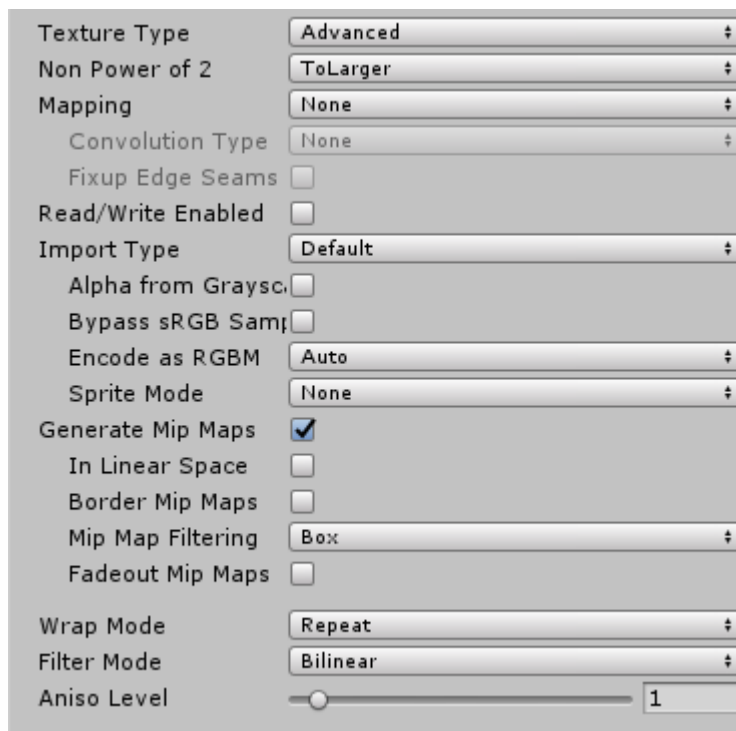 Texture Type Advanced
Non Power of 2 ToLarger
Mapping None
Convolution Type None
Fixup Edge Seams
Read/Write Enabled
Import Type Default
Alpha from Graysc
Bypass sRGB Samp
Encode as RGBM Auto
Sprite Mode None
Generate Mip Maps
In Linear Space
Border Mip Maps
Mip Map Filtering Box
Fadeout Mip Maps
Wrap Mode Repeat
Filter Mode Bilinear
Aniso Level 1